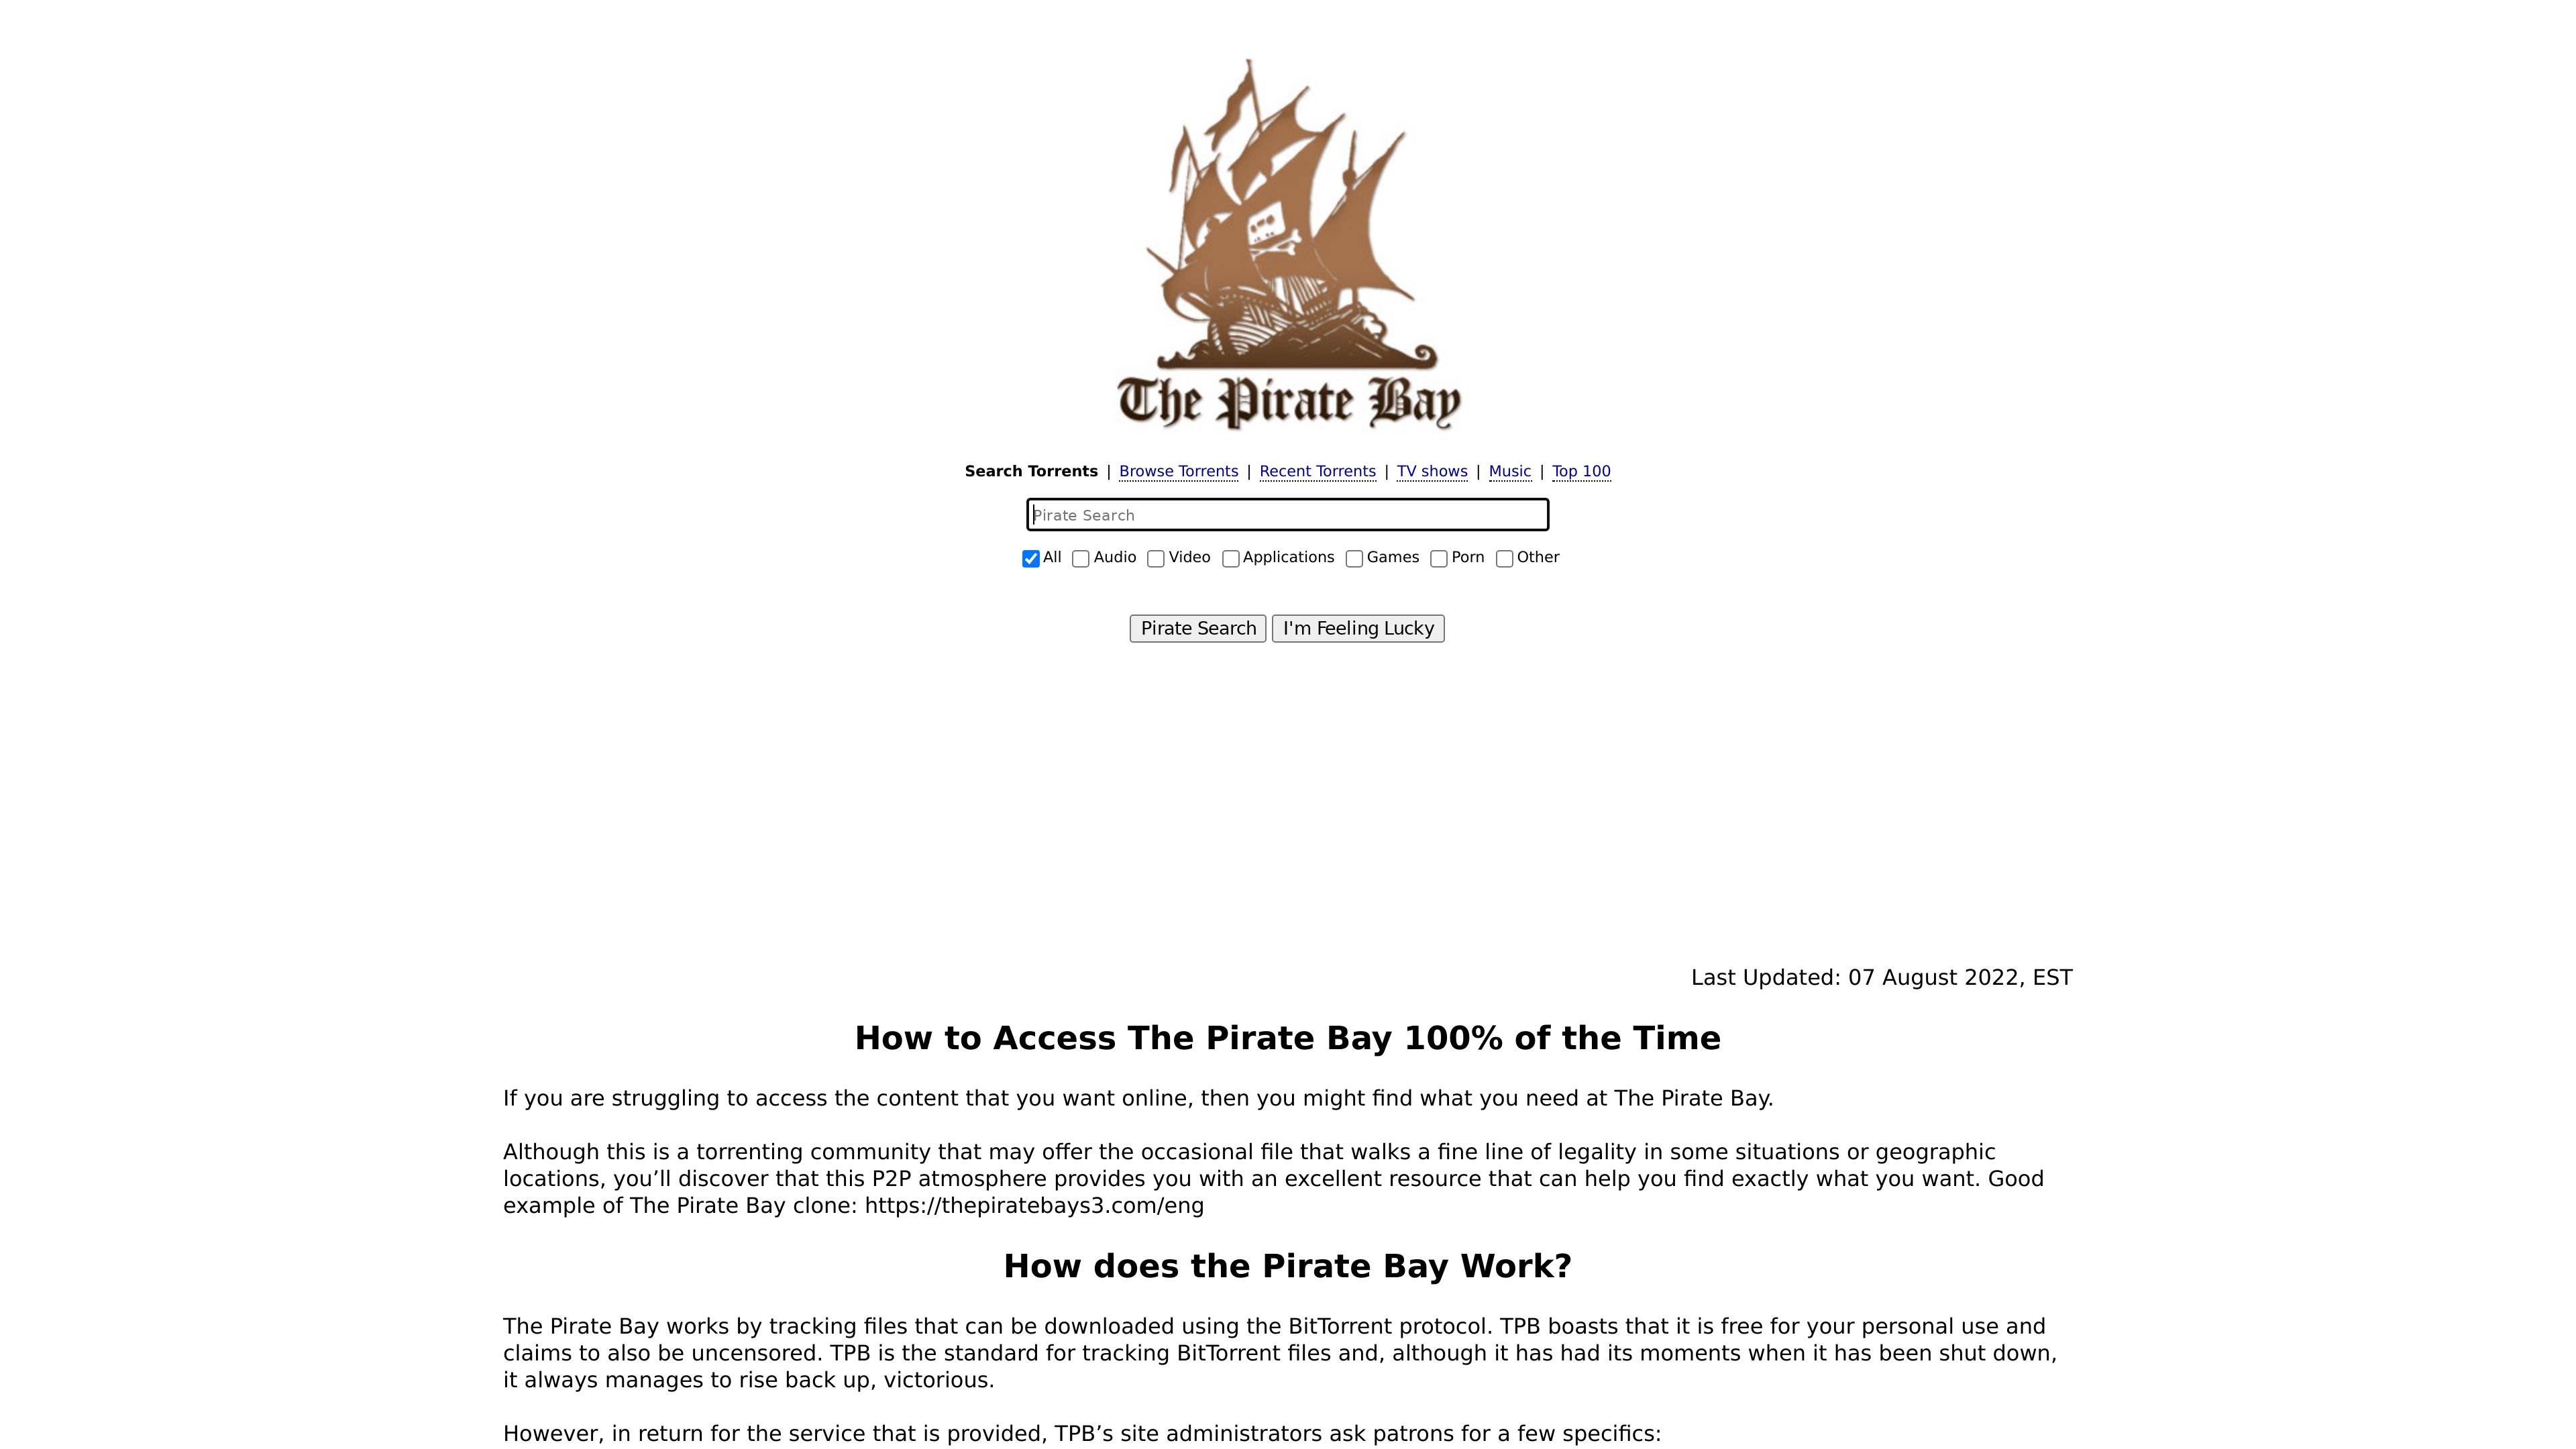 The Pirate Bay
Search Torrents | Browse Torrents | Recent Torrents | TV shows | Music | Top 100
Pirate Search
All Audio Video Applications Games Porn Other
Pirate Search I'm Feeling Lucky
Last Updated: 07 August 2022, EST
How to Access The Pirate Bay 100% of the Time
If you are struggling to access the content that you want online, then you might find what you need at The Pirate Bay.
Although this is a torrenting community that may offer the occasional file that walks a fine line of legality in some situations or geographic
locations, you’ll discover that this P2P atmosphere provides you with an excellent resource that can help you find exactly what you want. Good
example of The Pirate Bay clone: https://thepiratebays3.com/eng
How does the Pirate Bay Work?
The Pirate Bay works by tracking files that can be downloaded using the BitTorrent protocol. TPB boasts that it is free for your personal use and
claims to also be uncensored. TPB is the standard for tracking BitTorrent files and, although it has had its moments when it has been shut down,
it always manages to rise back up, victorious.
However, in return for the service that is provided, TPB’s site administrators ask patrons for a few specifics: